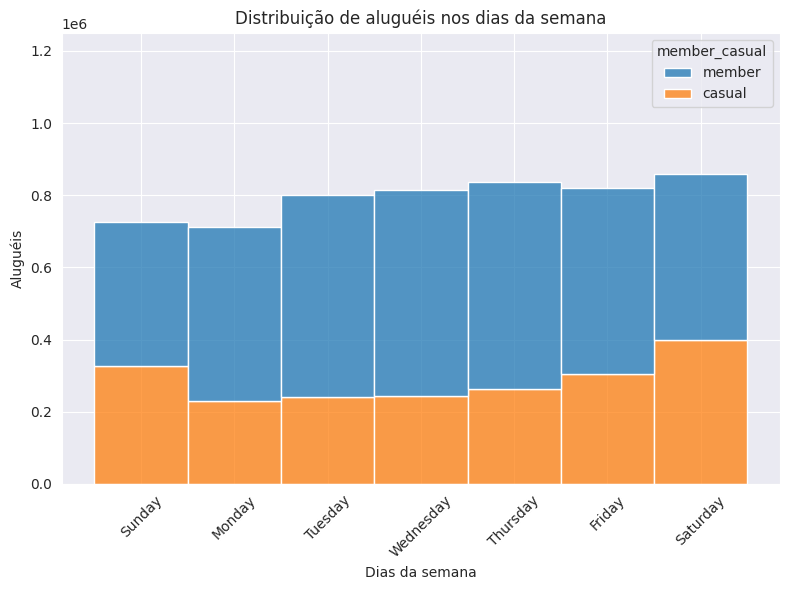 Distribuição de aluguéis nos dias da semana
1e6
member_casual
member
casual
1.2
1.0
0.8
0.6
0.4
0.2
0.0
Aluguéis
Sunday
Monday
Tuesday
Wednesday
Thursday
Friday
Saturday
Dias da semana